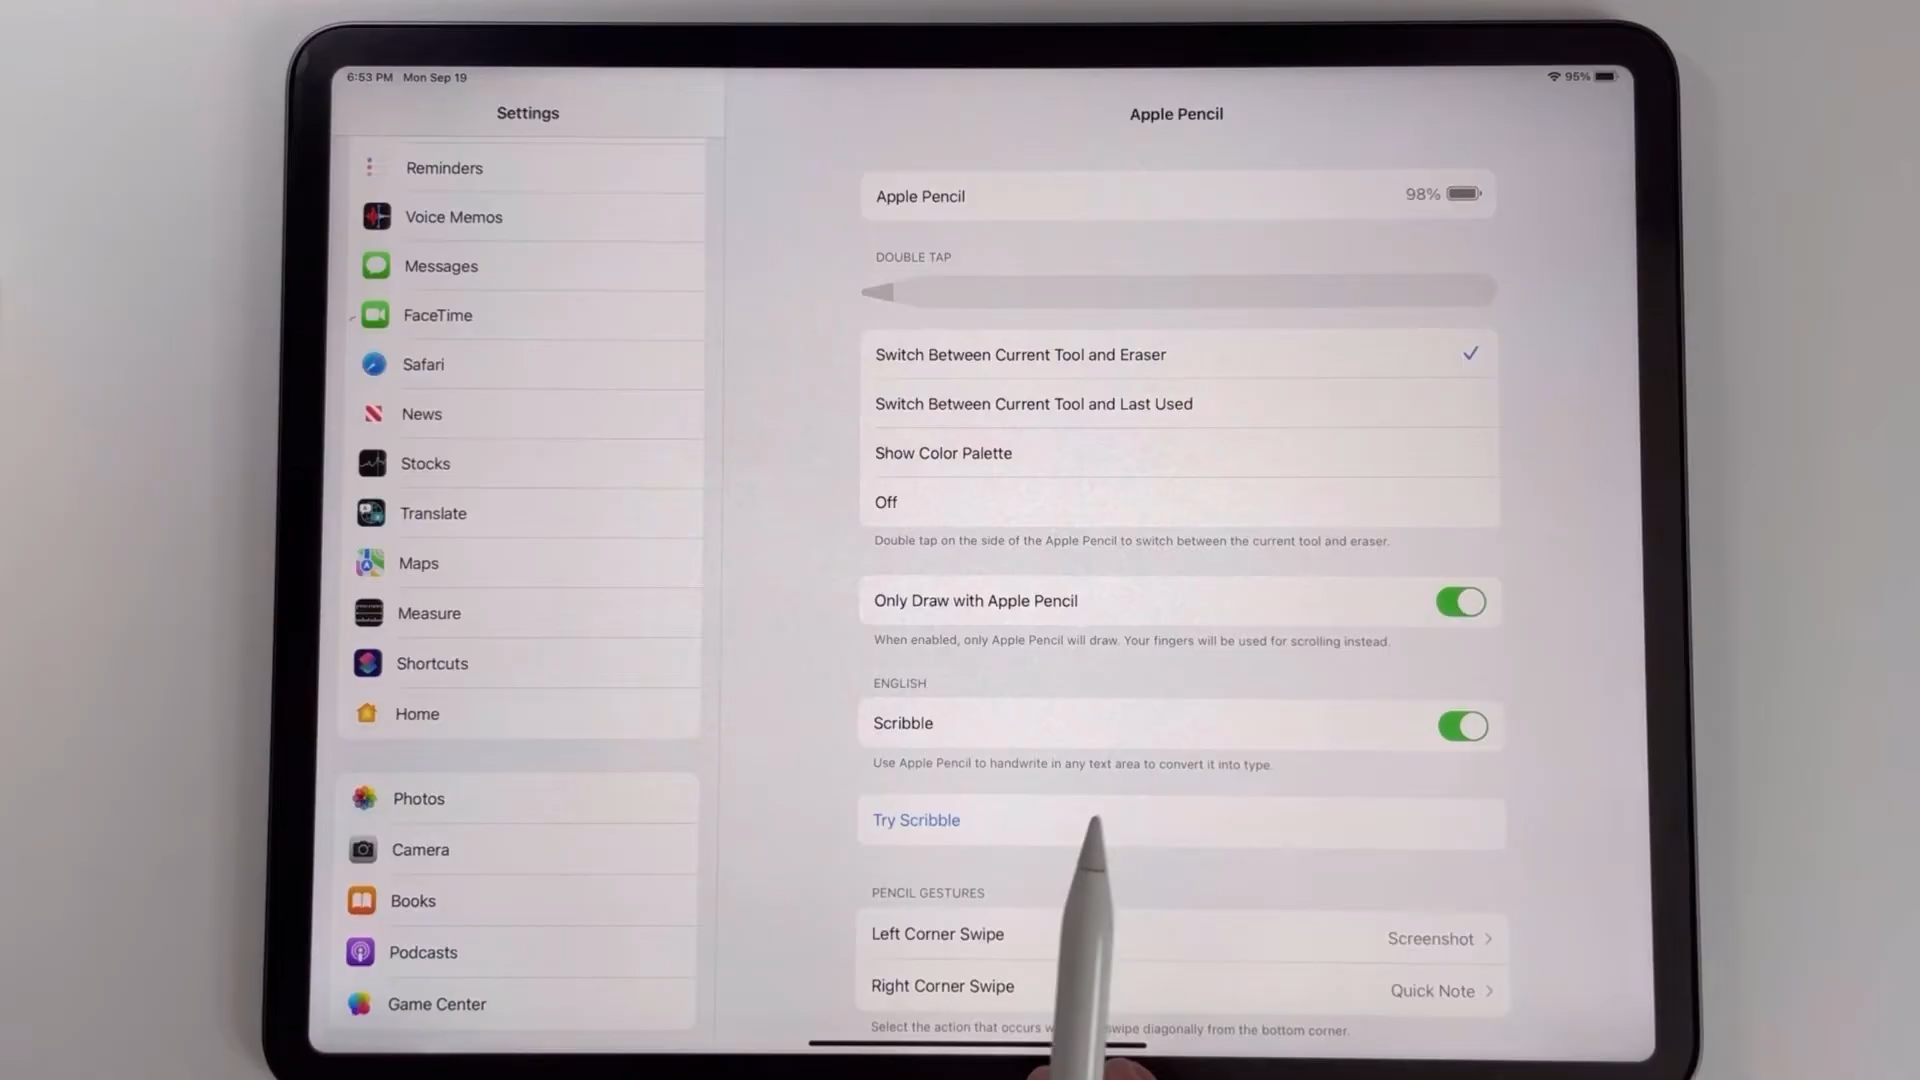 6:53 PM Mon Sep 19
95%
Settings
Reminders
Voice Memos
Messages
FaceTime
Safari
News
Stocks
Translate
Maps
Measure
Shortcuts
Home
Photos
Camera
Books
Podcasts
Game Center
Apple Pencil
Apple Pencil 98%
DOUBLE TAP
Switch Between Current Tool and Eraser
Switch Between Current Tool and Last Used
Show Color Palette
Off
Double tap on the side of the Apple Pencil to switch between the current tool and eraser.
Only Draw with Apple Pencil
When enabled, only Apple Pencil will draw. Your fingers will be used for scrolling instead.
ENGLISH
Scribble
Use Apple Pencil to handwrite in any text area to convert it into type.
Try Scribble
PENCIL GESTURES
Left Corner Swipe Screenshot
Right Corner Swipe Quick Note
Select the action that occurs swipe diagonally from the bottom corner.